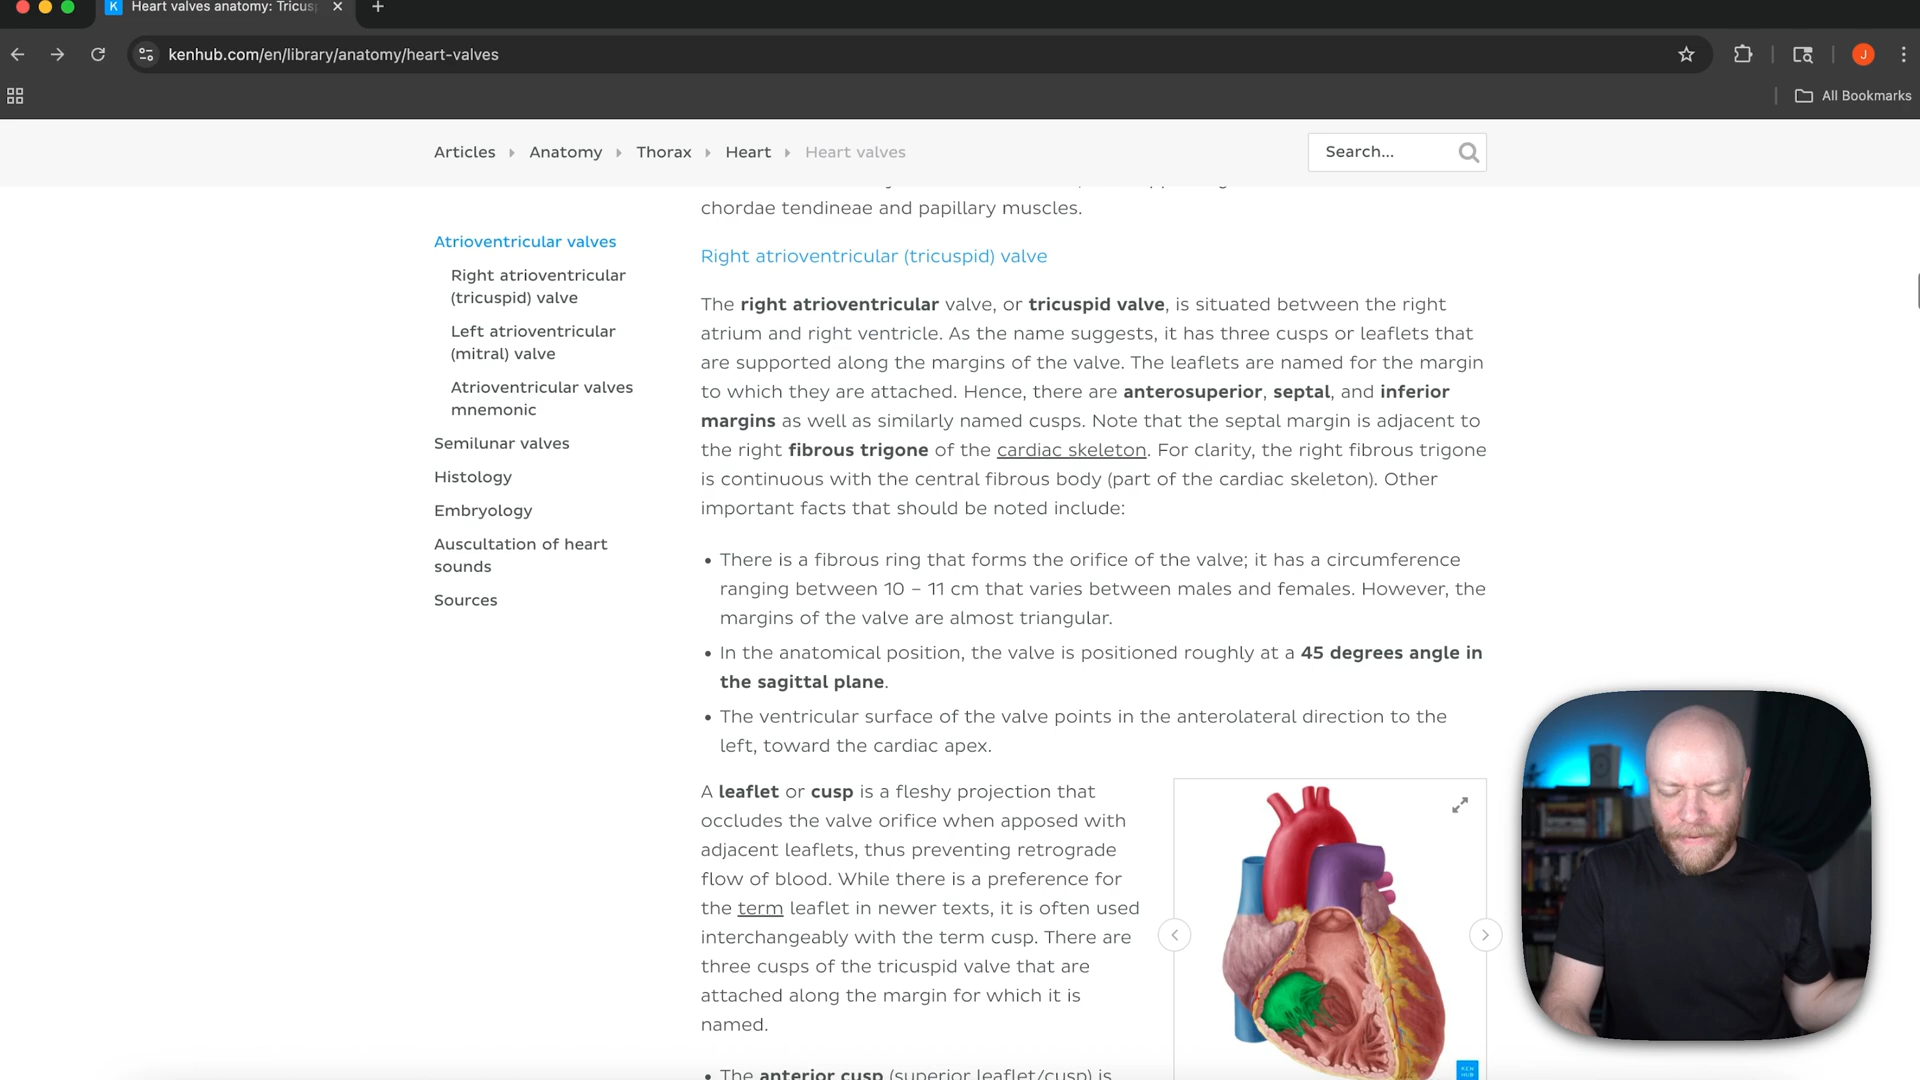 Heart valves anatomy: Tricusp
kenhub.com/en/library/anatomy/heart-valves
J
All Bookmarks
Articles Anatomy Thorax Heart Heart valves
Search...
chordae tendineae and papillary muscles.
Atrioventricular valves
Right atrioventricular
(tricuspid) valve
Left atrioventricular
(mitral) valve
Atrioventricular valves
mnemonic
Semilunar valves
Histology
Embryology
Auscultation of heart
sounds
Sources
Right atrioventricular (tricuspid) valve
The right atrioventricular valve, or tricuspid valve, is situated between the right
atrium and right ventricle. As the name suggests, it has three cusps or leaflets that
are supported along the margins of the valve. The leaflets are named for the margin
to which they are attached. Hence, there are anterosuperior, septal, and inferior
margins as well as similarly named cusps. Note that the septal margin is adjacent to
the right fibrous trigone of the cardiac skeleton. For clarity, the right fibrous trigone
is continuous with the central fibrous body (part of the cardiac skeleton). Other
important facts that should be noted include:
• There is a fibrous ring that forms the orifice of the valve; it has a circumference
ranging between 10 – 11 cm that varies between males and females. However, the
margins of the valve are almost triangular.
• In the anatomical position, the valve is positioned roughly at a 45 degrees angle in
the sagittal plane.
• The ventricular surface of the valve points in the anterolateral direction to the
left, toward the cardiac apex.
A leaflet or cusp is a fleshy projection that
occludes the valve orifice when apposed with
adjacent leaflets, thus preventing retrograde
flow of blood. While there is a preference for
the term leaflet in newer texts, it is often used
interchangeably with the term cusp. There are
three cusps of the tricuspid valve that are
attached along the margin for which it is
named.
• The anterior cusp (superior leaflet/cusp) is
KEN
HUB